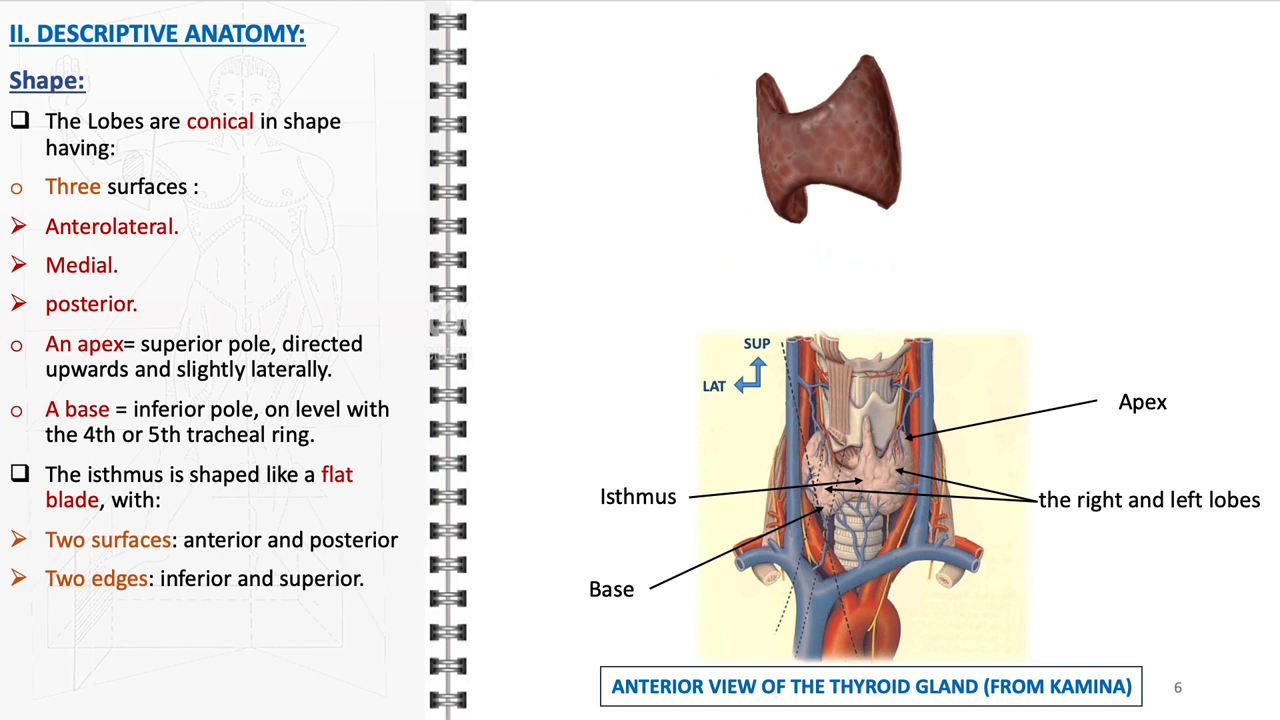 II. DESCRIPTIVE ANATOMY:
Shape:
❑ The Lobes are conical in shape
having:
o Three surfaces :
➢ Anterolateral.
➢ Medial.
➢ posterior.
o An apex= superior pole, directed
upwards and slightly laterally.
o A base = inferior pole, on level with
the 4th or 5th tracheal ring.
❑ The isthmus is shaped like a flat
blade, with:
➢ Two surfaces: anterior and posterior
➢ Two edges: inferior and superior.
SUP
LAT
Apex
Isthmus
the right and left lobes
Base
ANTERIOR VIEW OF THE THYROID GLAND (FROM KAMINA)
6